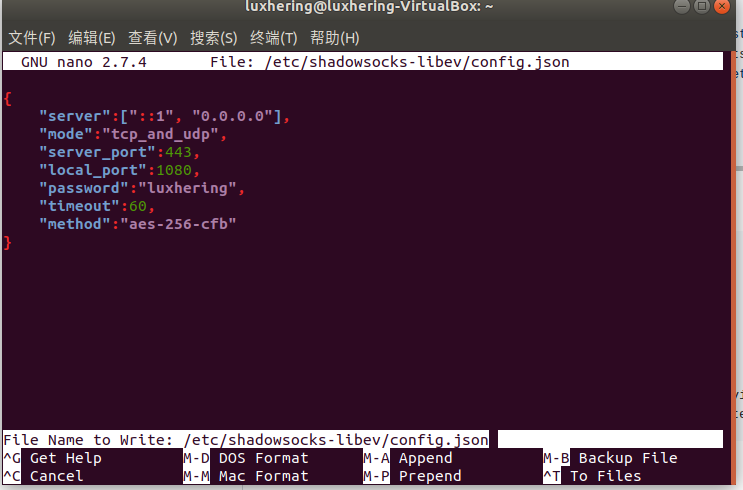 luxhering@luxhering-VirtualBox: ~
文件(F) 编辑(E) 查看(V) 搜索(S) 终端(T) 帮助(H)
GNU nano 2.7.4 File: /etc/shadowsocks-libev/config.json
{
"server":["::1", "0.0.0.0"],
"mode":"tcp_and_udp",
"server_port":443,
"local_port":1080,
"password":"luxhering",
"timeout":60,
"method":"aes-256-cfb"
}
File Name to Write: /etc/shadowsocks-libev/config.json
^G Get Help M-D DOS Format M-A Append M-B Backup File
^C Cancel M-M Mac Format M-P Prepend ^T To Files